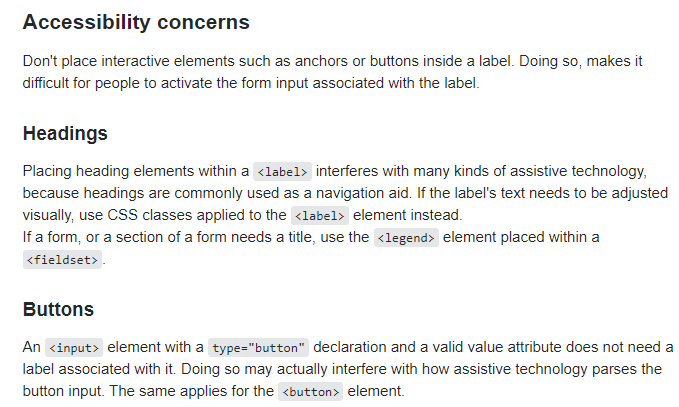 Accessibility concerns
Don't place interactive elements such as anchors or buttons inside a label. Doing so, makes it
difficult for people to activate the form input associated with the label.
Headings
Placing heading elements within a <label> interferes with many kinds of assistive technology,
because headings are commonly used as a navigation aid. If the label's text needs to be adjusted
visually, use CSS classes applied to the <label> element instead.
If a form, or a section of a form needs a title, use the <legend> element placed within a
<fieldset>.
Buttons
An <input> element with a type="button" declaration and a valid value attribute does not need a
label associated with it. Doing so may actually interfere with how assistive technology parses the
button input. The same applies for the <button> element.